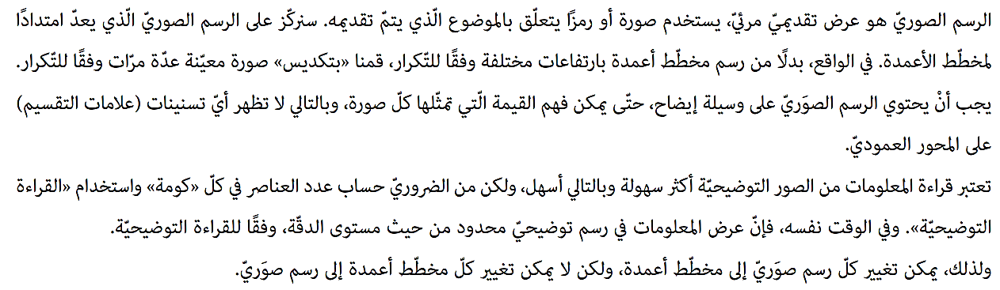 الرسم الصوريّ هو عرض تقديميّ مرئيّ، يستخدم صورة أو رمزًا يتعلّق بالموضوع الّذي يتمّ تقديمه. سنركّز على الرسم الصوريّ الّذي يعدّ امتدادًا
لمخطّط الأعمدة. في الواقع، بدلًا من رسم مخطّط أعمدة بارتفاعات مختلفة وفقًا للتّكرار، قمنا «بتكديس» صورة معيّنة عدّة مرّات وفقًا للتّكرار.
يجب أنْ يحتوي الرسم الصوَريّ على وسيلة إيضاح، حتّى يمكن فهم القيمة الّتي تمثّلها كلّ صورة، وبالتالي لا تظهر أيّ تسنينات (علامات التقسيم)
على المحور العموديّ.
تعتبر قراءة المعلومات من الصور التوضيحيّة أكثر سهولة وبالتالي أسهل، ولكن من الضروريّ حساب عدد العناصر في كلّ «كومة» واستخدام «القراءة
التوضيحيّة». وفي الوقت نفسه، فإنّ عرض المعلومات في رسم توضيحيّ محدود من حيث مستوى الدقّة، وفقًا للقراءة التوضيحيّة.
ولذلك، يمكن تغيير كلّ رسم صوَريّ إلى مخطّط أعمدة، ولكن لا يمكن تغيير كلّ مخطّط أعمدة إلى رسم صوَريّ.